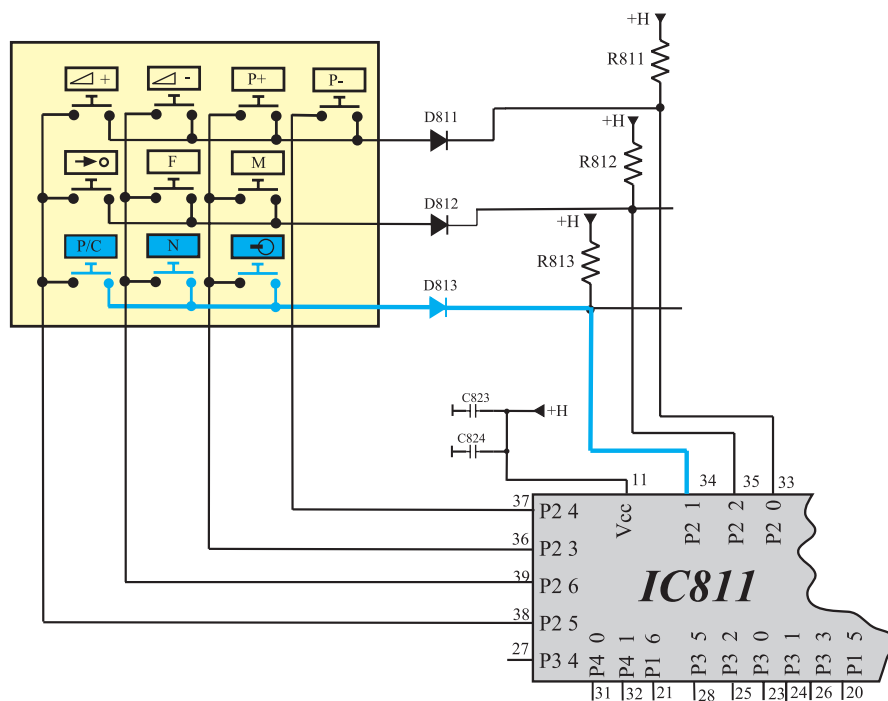 +H
R811
+ - P+ P-
D811
+H
R812
F M
D812
+H
R813
P/C N
D813
C823
+H
C824
11 34 35 33
37 P2 4
Vcc P2 1 P2 2 P2 0
36 P2 3
39 P2 6
IC811
38 P2 5
27 P3 4
P4 0 P4 1 P1 6 P3 5 P3 2 P3 0 P3 1 P3 3 P1 5
31 32 21 28 25 23 24 26 20